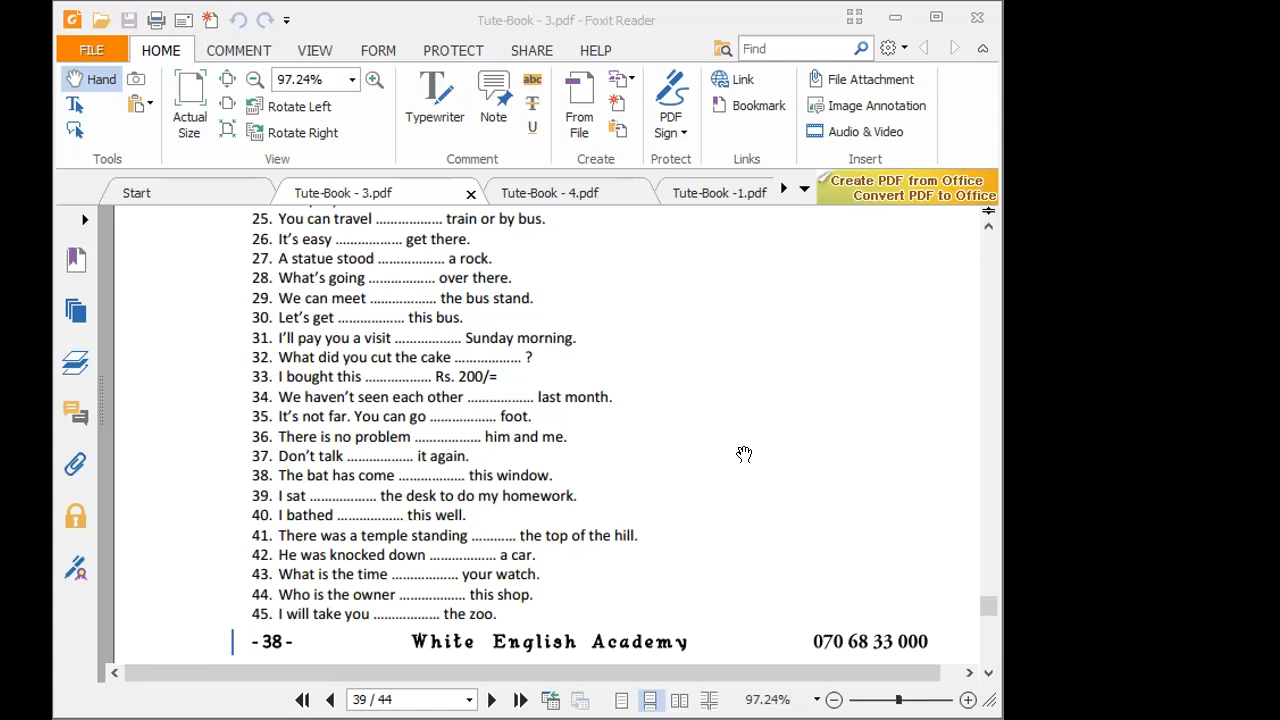 Tute-Book - 3.pdf - Foxit Reader
FILE HOME COMMENT VIEW FORM PROTECT SHARE HELP Find
Hand 97.24% Link File Attachment
Rotate Left Bookmark Image Annotation
Actual Size Rotate Right Typewriter Note From File PDF Sign Audio & Video
Tools View Comment Create Protect Links Insert
Start Tute-Book - 3.pdf Tute-Book - 4.pdf Tute-Book -1.pdf Create PDF from Office
Convert PDF to Office
25. You can travel ……………… train or by bus.
26. It's easy ……………… get there.
27. A statue stood ……………… a rock.
28. What's going ……………… over there.
29. We can meet ……………… the bus stand.
30. Let's get ……………… this bus.
31. I'll pay you a visit ……………… Sunday morning.
32. What did you cut the cake ……………… ?
33. I bought this ……………… Rs. 200/=
34. We haven't seen each other ……………… last month.
35. It's not far. You can go ……………… foot.
36. There is no problem ……………… him and me.
37. Don't talk ……………… it again.
38. The bat has come ……………… this window.
39. I sat ……………… the desk to do my homework.
40. I bathed ……………… this well.
41. There was a temple standing ………… the top of the hill.
42. He was knocked down ……………… a car.
43. What is the time ……………… your watch.
44. Who is the owner ……………… this shop.
45. I will take you ……………… the zoo.
- 38 - White English Academy 070 68 33 000
39 / 44 97.24%